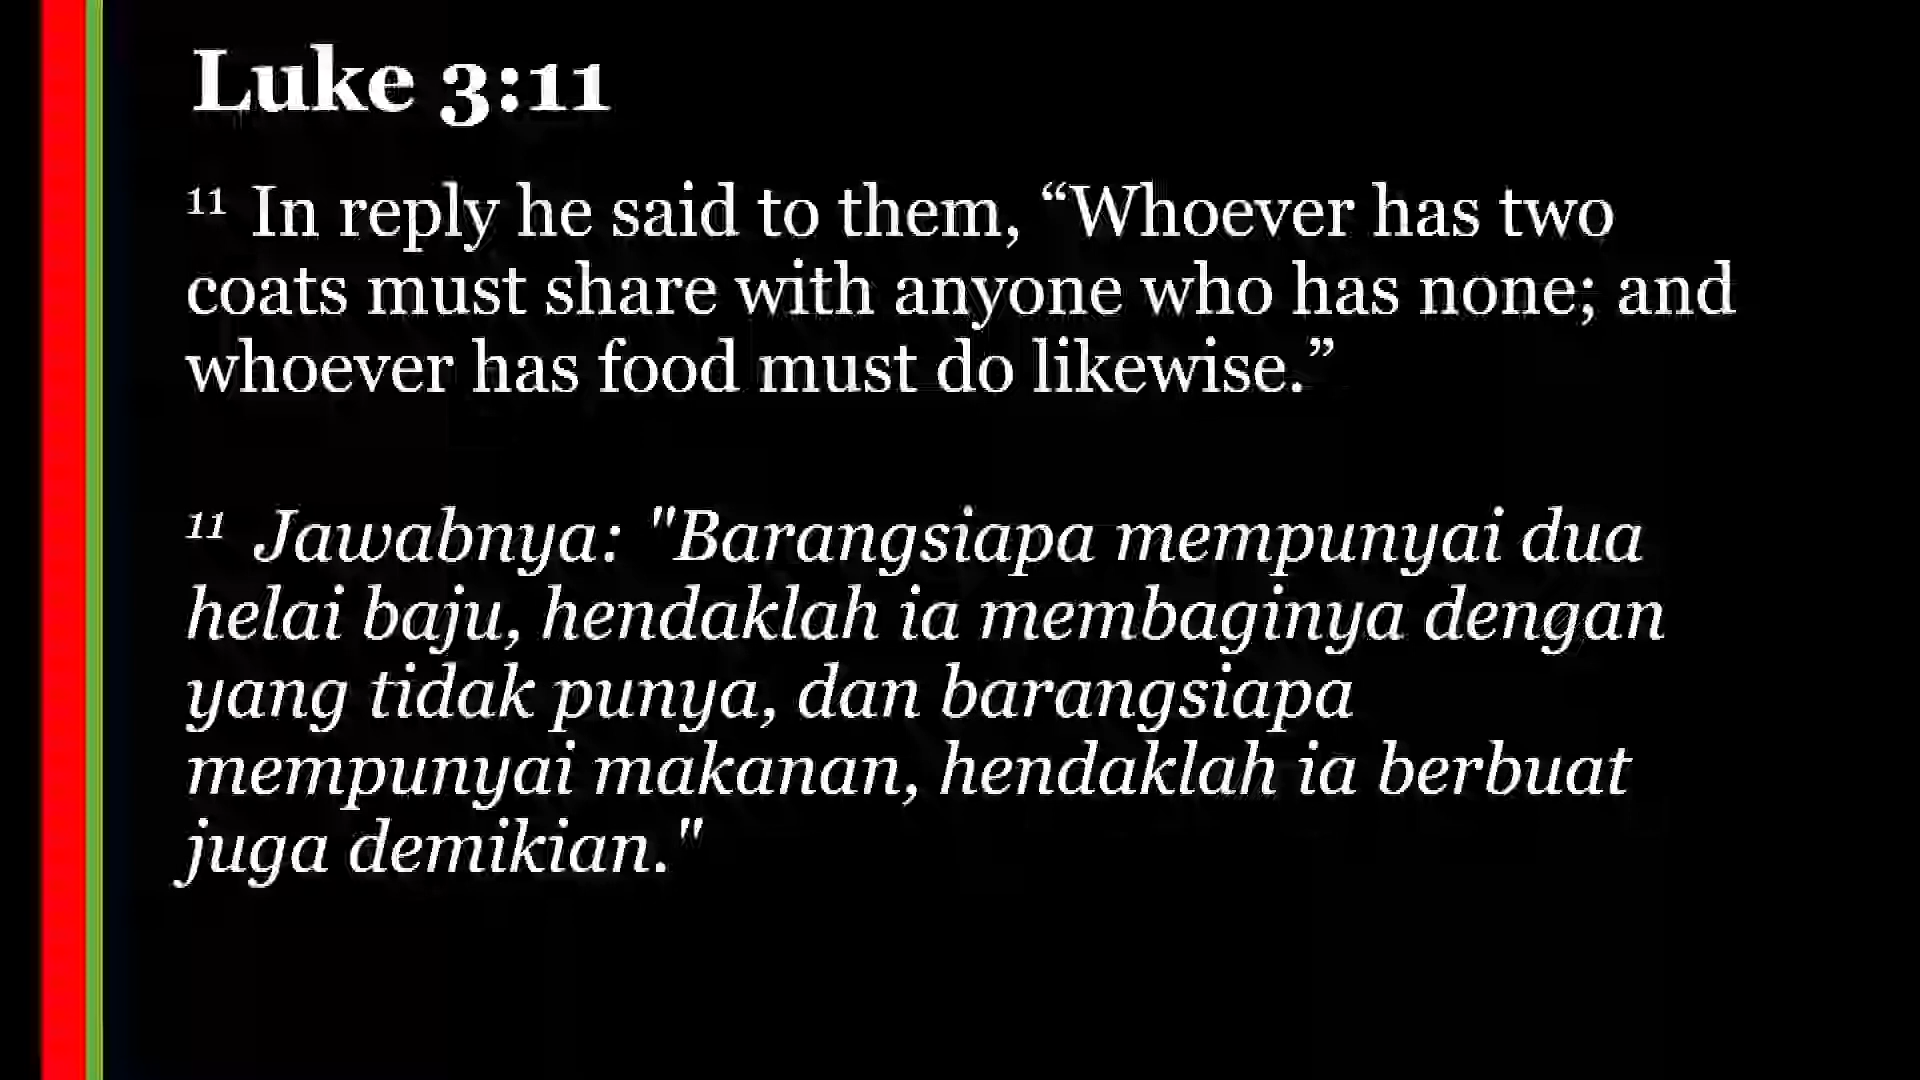 Luke 3:11
11 In reply he said to them, “Whoever has two
coats must share with anyone who has none; and
whoever has food must do likewise.”
11 Jawabnya: "Barangsiapa mempunyai dua
helai baju, hendaklah ia membaginya dengan
yang tidak punya, dan barangsiapa
mempunyai makanan, hendaklah ia berbuat
juga demikian."